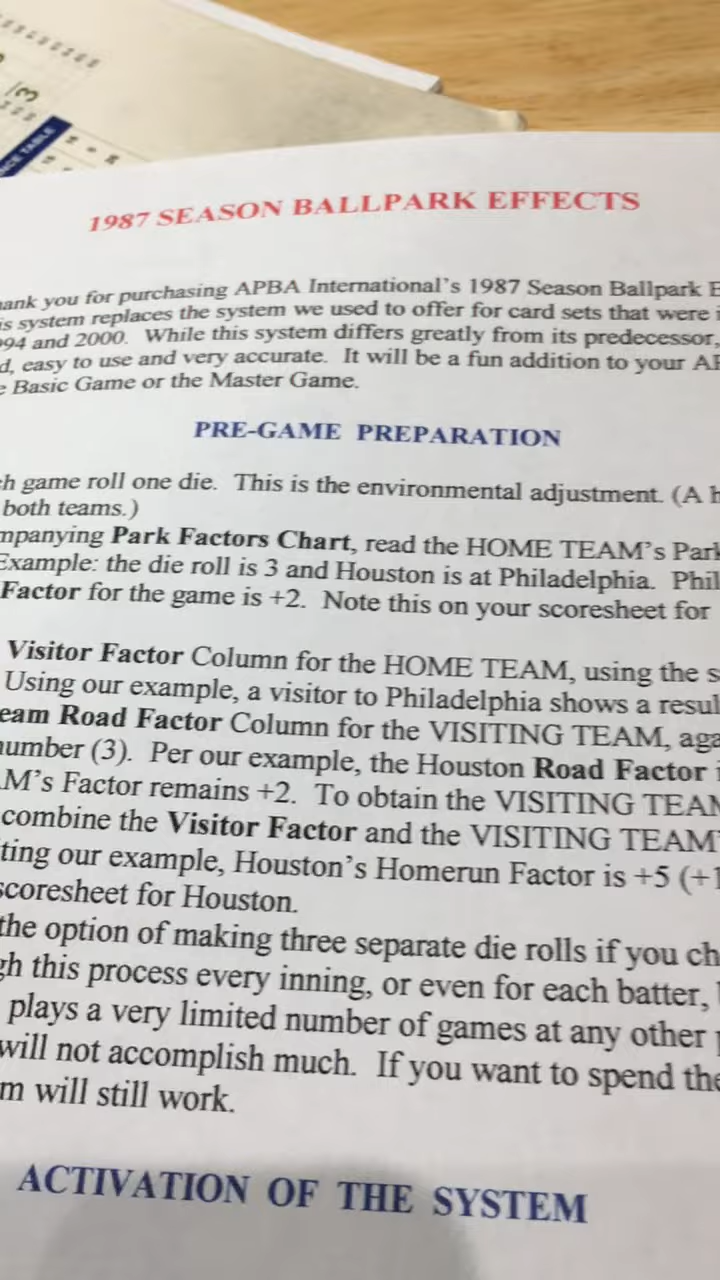 13
CE TABLE
1987 SEASON BALLPARK EFFECTS
ank you for purchasing APBA International's 1987 Season Ballpark E
is system replaces the system we used to offer for card sets that were i
994 and 2000. While this system differs greatly from its predecessor,
d, easy to use and very accurate. It will be a fun addition to your AP
e Basic Game or the Master Game.
PRE-GAME PREPARATION
ch game roll one die. This is the environmental adjustment. (A h
both teams.)
mpanying Park Factors Chart, read the HOME TEAM's Park
Example: the die roll is 3 and Houston is at Philadelphia. Phil
Factor for the game is +2. Note this on your scoresheet for
Visitor Factor Column for the HOME TEAM, using the s
Using our example, a visitor to Philadelphia shows a resul
eam Road Factor Column for the VISITING TEAM, aga
number (3). Per our example, the Houston Road Factor i
AM's Factor remains +2. To obtain the VISITING TEAM
combine the Visitor Factor and the VISITING TEAM'
ting our example, Houston's Homerun Factor is +5 (+1
scoresheet for Houston.
the option of making three separate die rolls if you ch
gh this process every inning, or even for each batter,
plays a very limited number of games at any other p
will not accomplish much. If you want to spend the
m will still work.
ACTIVATION OF THE SYSTEM